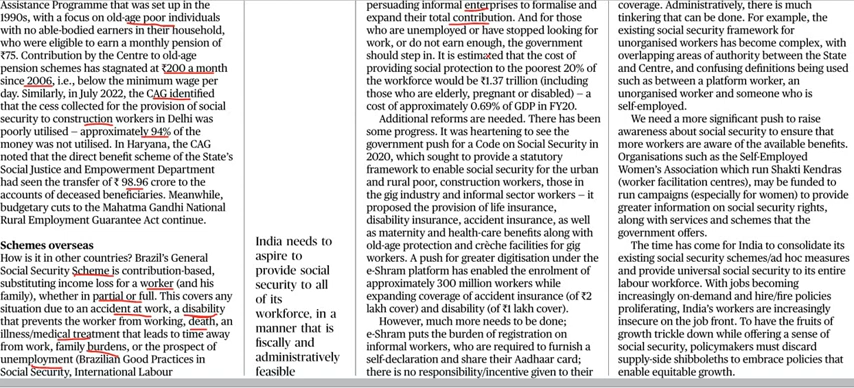 Assistance Programme that was set up in the
1990s, with a focus on old-age poor individuals
with no able-bodied earners in their household,
who were eligible to earn a monthly pension of
₹75. Contribution by the Centre to old-age
pension schemes has stagnated at ₹200 a month
since 2006, i.e., below the minimum wage per
day. Similarly, in July 2022, the CAG identified
that the cess collected for the provision of social
security to construction workers in Delhi was
poorly utilised — approximately 94% of the
money was not utilised. In Haryana, the CAG
noted that the direct benefit scheme of the State's
Social Justice and Empowerment Department
had seen the transfer of ₹ 98.96 crore to the
accounts of deceased beneficiaries. Meanwhile,
budgetary cuts to the Mahatma Gandhi National
Rural Employment Guarantee Act continue.
Schemes overseas
How is it in other countries? Brazil's General
Social Security Scheme is contribution-based,
substituting income loss for a worker (and his
family), whether in partial or full. This covers any
situation due to an accident at work, a disability
that prevents the worker from working, death, an
illness/medical treatment that leads to time away
from work, family burdens, or the prospect of
unemployment (Brazilian Good Practices in
Social Security, International Labour
India needs to
aspire to
provide social
security to all
of its
workforce, in a
manner that is
fiscally and
administratively
feasible
persuading informal enterprises to formalise and
expand their total contribution. And for those
who are unemployed or have stopped looking for
work, or do not earn enough, the government
should step in. It is estimated that the cost of
providing social protection to the poorest 20% of
the workforce would be ₹1.37 trillion (including
those who are elderly, pregnant or disabled) — a
cost of approximately 0.69% of GDP in FY20.
Additional reforms are needed. There has been
some progress. It was heartening to see the
government push for a Code on Social Security in
2020, which sought to provide a statutory
framework to enable social security for the urban
and rural poor, construction workers, those in
the gig industry and informal sector workers — it
proposed the provision of life insurance,
disability insurance, accident insurance, as well
as maternity and health-care benefits along with
old-age protection and crèche facilities for gig
workers. A push for greater digitisation under the
e-Shram platform has enabled the enrolment of
approximately 300 million workers while
expanding coverage of accident insurance (of ₹2
lakh cover) and disability (of ₹1 lakh cover).
However, much more needs to be done;
e-Shram puts the burden of registration on
informal workers, who are required to furnish a
self-declaration and share their Aadhaar card;
there is no responsibility/incentive given to their
coverage. Administratively, there is much
tinkering that can be done. For example, the
existing social security framework for
unorganised workers has become complex, with
overlapping areas of authority between the State
and Centre, and confusing definitions being used
such as between a platform worker, an
unorganised worker and someone who is
self-employed.
We need a more significant push to raise
awareness about social security to ensure that
more workers are aware of the available benefits.
Organisations such as the Self-Employed
Women's Association which run Shakti Kendras
(worker facilitation centres), may be funded to
run campaigns (especially for women) to provide
greater information on social security rights,
along with services and schemes that the
government offers.
The time has come for India to consolidate its
existing social security schemes/ad hoc measures
and provide universal social security to its entire
labour workforce. With jobs becoming
increasingly on-demand and hire/fire policies
proliferating, India's workers are increasingly
insecure on the job front. To have the fruits of
growth trickle down while offering a sense of
social security, policymakers must discard
supply-side shibboleths to embrace policies that
enable equitable growth.